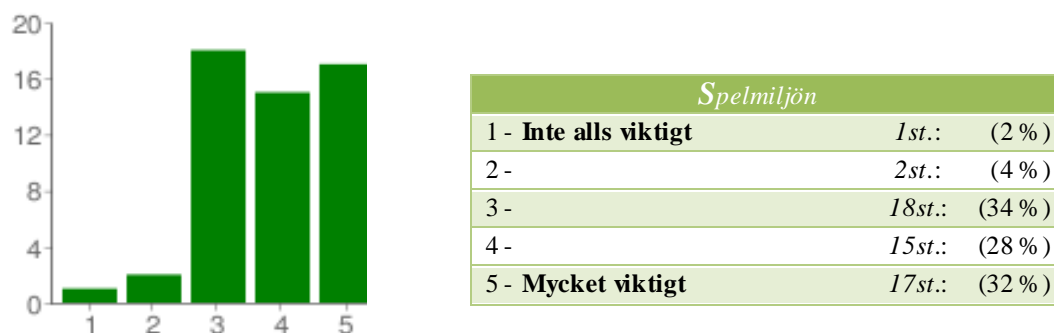 20
16
12
8
4
0
1 2 3 4 5
Spelmiljön
1 - Inte alls viktigt 1st.: (2 %)
2 - 2st.: (4 %)
3 - 18st.: (34 %)
4 - 15st.: (28 %)
5 - Mycket viktigt 17st.: (32 %)